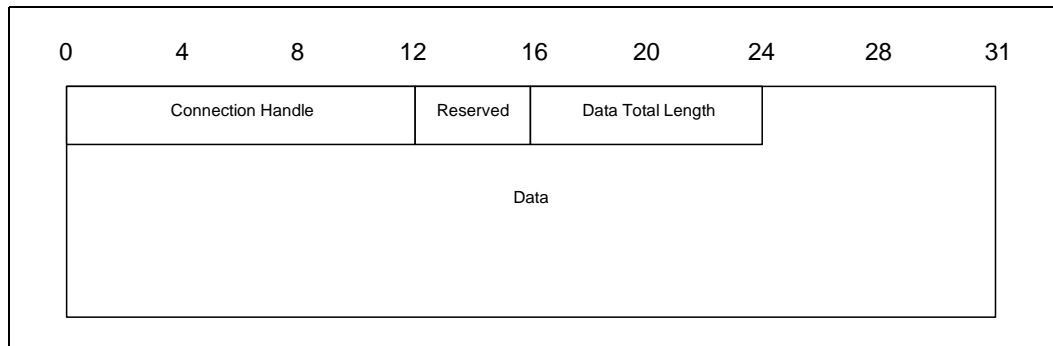 0 4 8 12 16 20 24 28 31
Connection Handle Reserved Data Total Length
Data